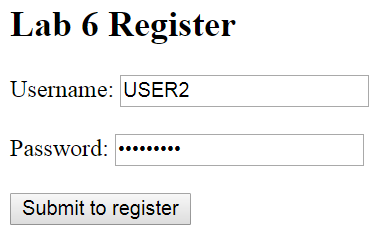 Lab 6 Register
Username: USER2
Password: •••••••••
Submit to register